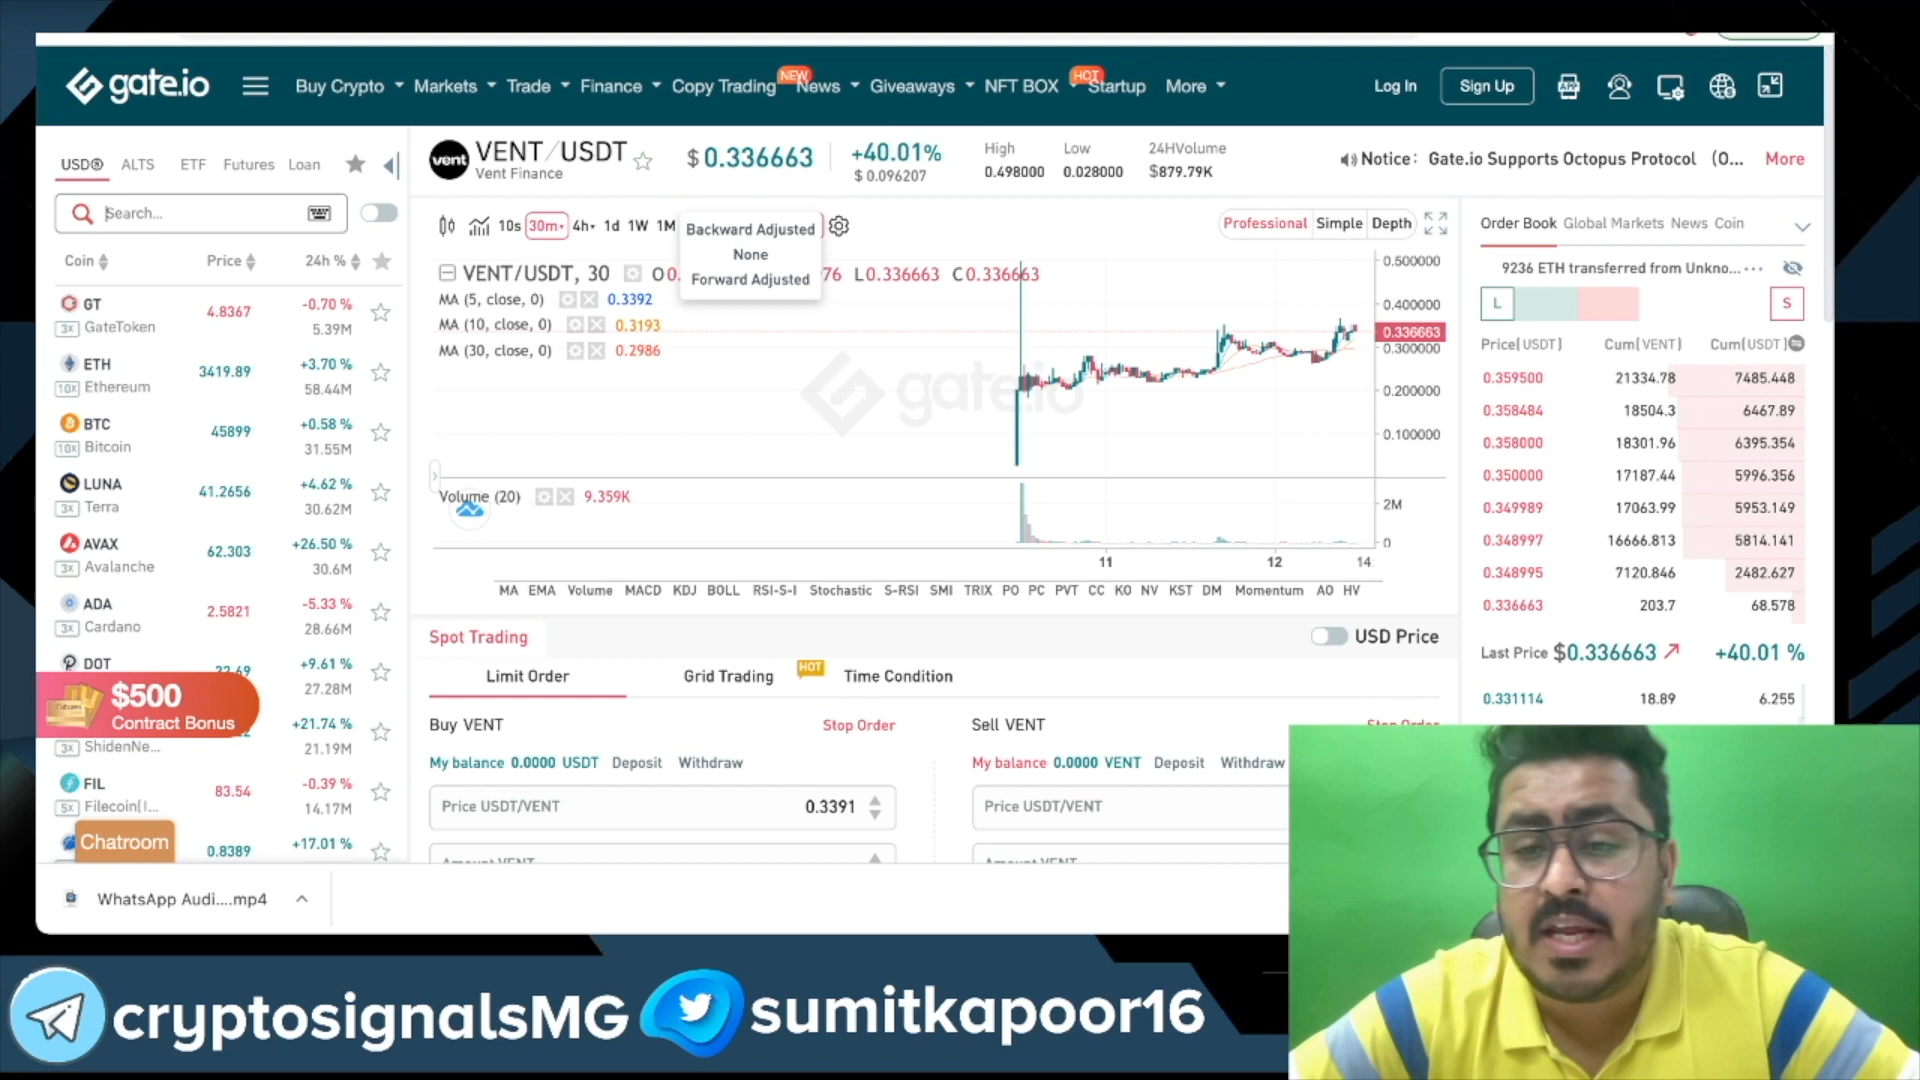 gate.io
Buy Crypto Markets Trade Finance Copy Trading NEW News Giveaways NFT BOX HOT Startup More
Log In
Sign Up
APP
USD® ALTS ETF Futures Loan
Search...
Coin Price 24h %
GT 4.8367 -0.70 %
3X GateToken 5.39M
ETH 3419.89 +3.70 %
10X Ethereum 58.44M
BTC 45899 +0.58 %
10X Bitcoin 31.55M
LUNA 41.2656 +4.62 %
3X Terra 30.62M
AVAX 62.303 +26.50 %
3X Avalanche 30.6M
ADA 2.5821 -5.33 %
3X Cardano 28.66M
DOT +9.61 %
27.28M
$500
Contract Bonus
+21.74 %
3X ShidenNe... 21.19M
FIL 83.54 -0.39 %
5X Filecoin[I... 14.17M
0.8389 +17.01 %
Chatroom
vent VENT/USDT
Vent Finance
$ 0.336663
+40.01%
$ 0.096207
High
0.498000
Low
0.028000
24HVolume
$879.79K
Notice: Gate.io Supports Octopus Protocol (O... More
10s 30m 4h 1d 1W 1M
Backward Adjusted
None
Forward Adjusted
Professional Simple Depth
VENT/USDT, 30 O0. 76 L0.336663 C0.336663
MA (5, close, 0) 0.3392
MA (10, close, 0) 0.3193
MA (30, close, 0) 0.2986
gate.io
0.500000
0.400000
0.336663
0.300000
0.200000
0.100000
Volume (20) 9.359K
2M
0
11 12 14:
MA EMA Volume MACD KDJ BOLL RSI-S-I Stochastic S-RSI SMI TRIX PO PC PVT CC KO NV KST DM Momentum AO HV
Spot Trading
USD Price
Limit Order Grid Trading HOT Time Condition
Buy VENT Stop Order
My balance 0.0000 USDT Deposit Withdraw
Price USDT/VENT 0.3391
Amount VENT
Sell VENT Stop Order
My balance 0.0000 VENT Deposit Withdraw
Price USDT/VENT
Amount VENT
Order Book Global Markets News Coin
9236 ETH transferred from Unkno...
L S
Price(USDT) Cum(VENT) Cum(USDT)
0.359500 21334.78 7485.448
0.358484 18504.3 6467.89
0.358000 18301.96 6395.354
0.350000 17187.44 5996.356
0.349989 17063.99 5953.149
0.348997 16666.813 5814.141
0.348995 7120.846 2482.627
0.336663 203.7 68.578
Last Price $0.336663 +40.01 %
0.331114 18.89 6.255
WhatsApp Audi....mp4
cryptosignalsMG
sumitkapoor16